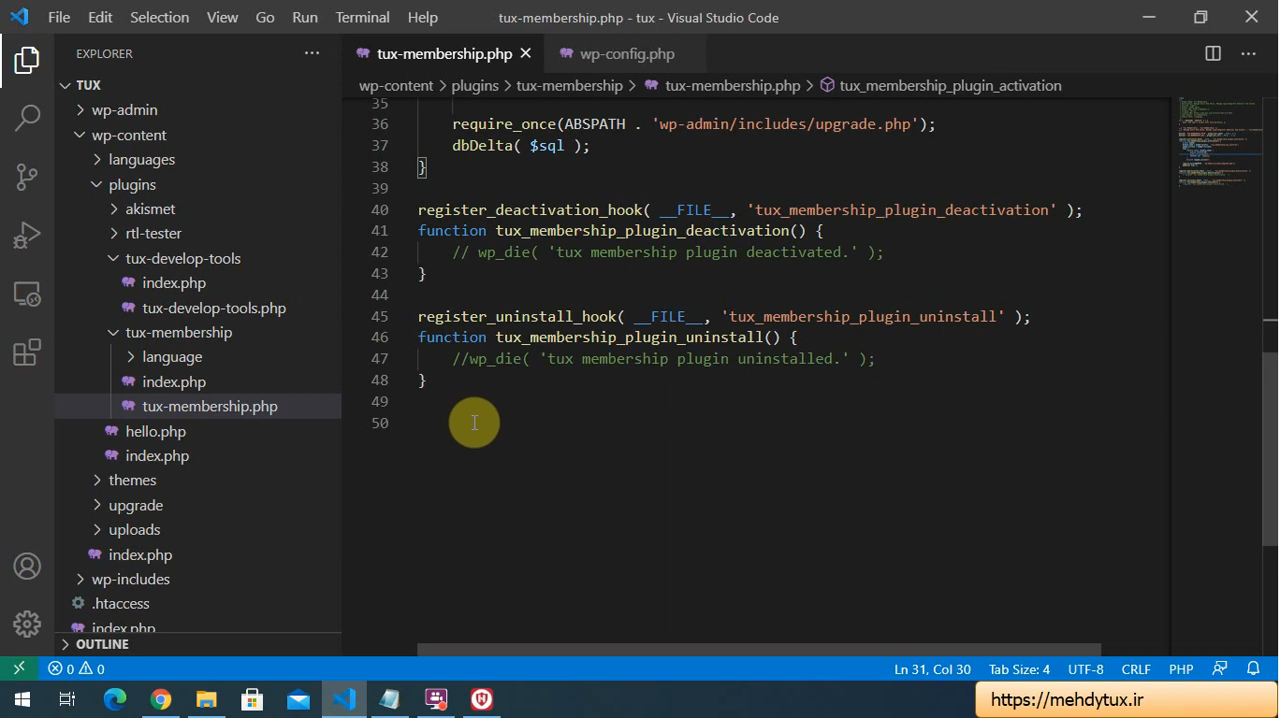 File Edit Selection View Go Run Terminal Help tux-membership.php - tux - Visual Studio Code
EXPLORER
TUX
wp-admin
wp-content
languages
plugins
akismet
rtl-tester
tux-develop-tools
index.php
tux-develop-tools.php
tux-membership
language
index.php
tux-membership.php
hello.php
index.php
themes
upgrade
uploads
index.php
wp-includes
.htaccess
index.php
OUTLINE
tux-membership.php wp-config.php
wp-content > plugins > tux-membership > tux-membership.php > tux_membership_plugin_activation
35
36 require_once(ABSPATH . 'wp-admin/includes/upgrade.php');
37 dbDelta( $sql );
38 }
39
40 register_deactivation_hook( __FILE__, 'tux_membership_plugin_deactivation' );
41 function tux_membership_plugin_deactivation() {
42 // wp_die( 'tux membership plugin deactivated.' );
43 }
44
45 register_uninstall_hook( __FILE__, 'tux_membership_plugin_uninstall' );
46 function tux_membership_plugin_uninstall() {
47 //wp_die( 'tux membership plugin uninstalled.' );
48 }
49
50
0 0 Ln 31, Col 30 Tab Size: 4 UTF-8 CRLF PHP
https://mehdytux.ir